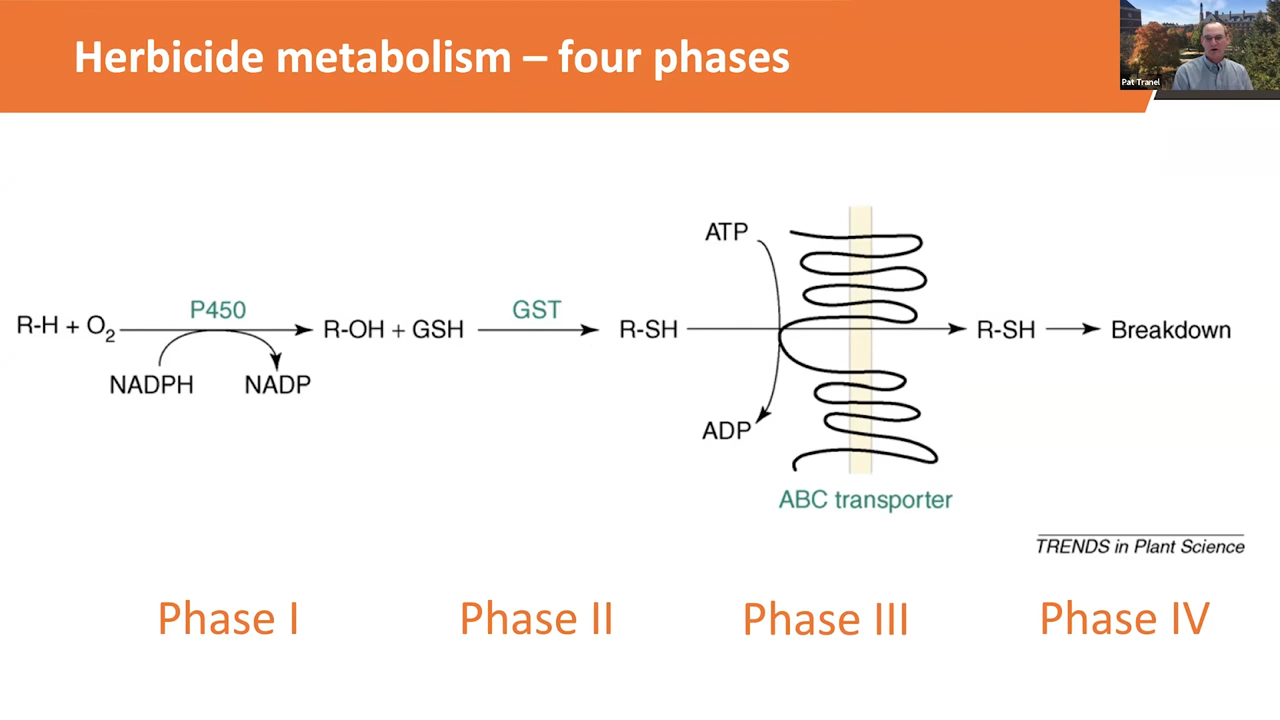 Herbicide metabolism – four phases
Pat Tranel
ATP
P450
GST
R-H + O₂
R-OH + GSH
R-SH
R-SH
Breakdown
NADPH
NADP
ADP
ABC transporter
TRENDS in Plant Science
Phase I
Phase II
Phase III
Phase IV